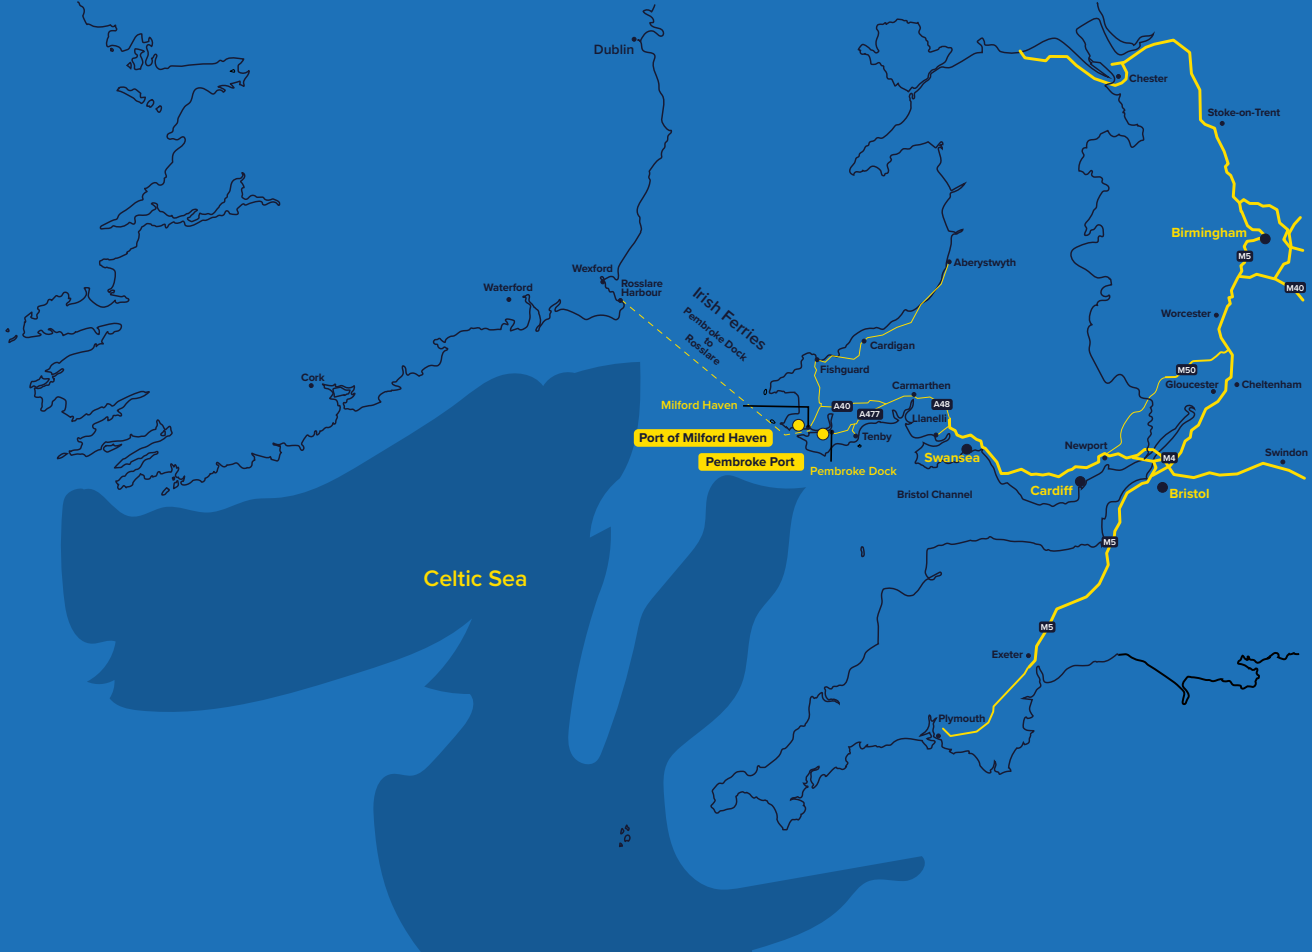 Dublin
Chester
Stoke-on-Trent
Birmingham
M5
M40
Aberystwyth
Wexford
Rosslare
Harbour
Waterford
Irish Ferries
Pembroke Dock
to
Rosslare
Worcester
Cardigan
Fishguard
M50
Gloucester
Cheltenham
Cork
Carmarthen
Milford Haven
A40
A477
A48
Llanelli
Port of Milford Haven
Tenby
Pembroke Port
Pembroke Dock
Swansea
Newport
M4
Swindon
Cardiff
Bristol
Bristol Channel
M5
Celtic Sea
M5
Exeter
Plymouth